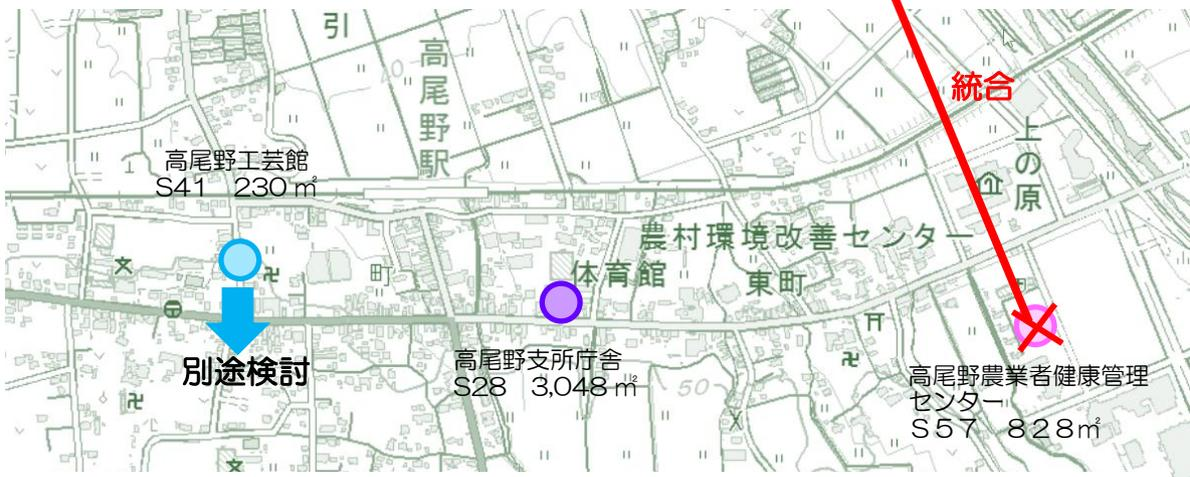 引
高尾野駅
統合
上の原
高尾野工芸館
S41 230㎡
農村環境改善センター
町
体育館
東町
別途検討
高尾野支所庁舎
S28 3,048㎡
50
高尾野農業者健康管理
センター
S57 828㎡